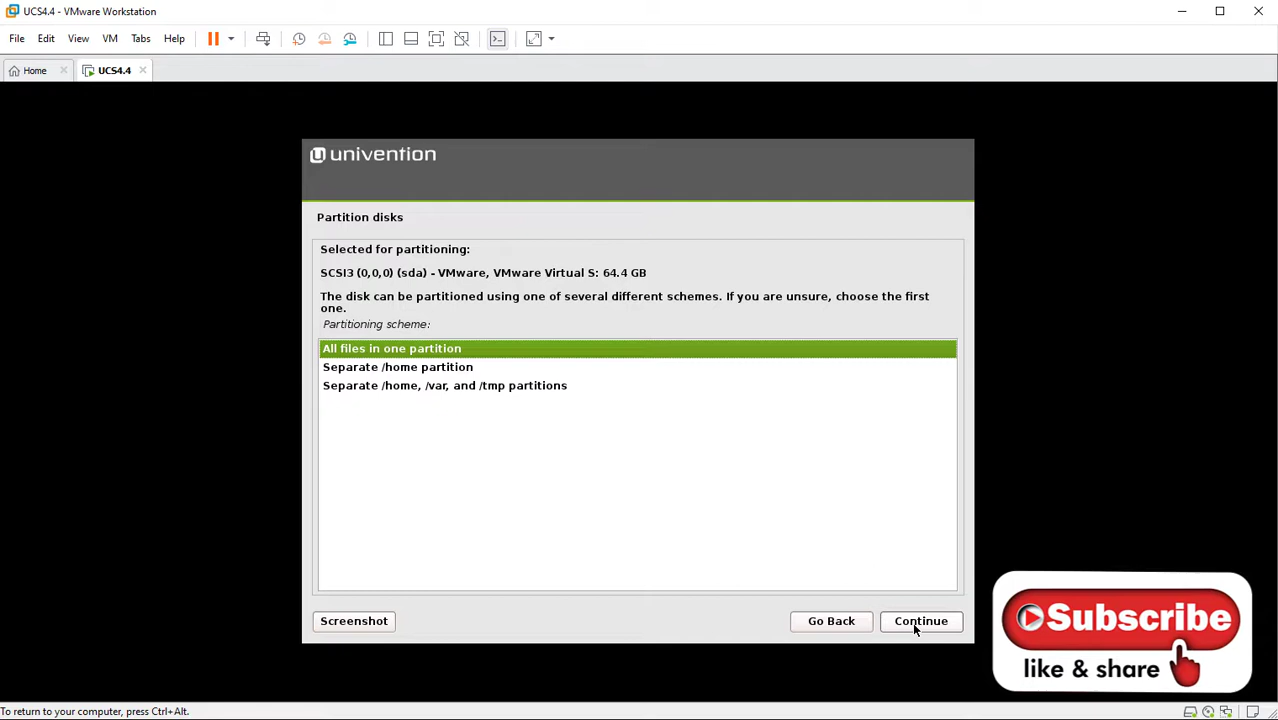 UCS4.4 - VMware Workstation
File Edit View VM Tabs Help
Home UCS4.4
univention
Partition disks
Selected for partitioning:
SCSI3 (0,0,0) (sda) - VMware, VMware Virtual S: 64.4 GB
The disk can be partitioned using one of several different schemes. If you are unsure, choose the first
one.
Partitioning scheme:
All files in one partition
Separate /home partition
Separate /home, /var, and /tmp partitions
Screenshot Go Back Continue
Subscribe
like & share
To return to your computer, press Ctrl+Alt.